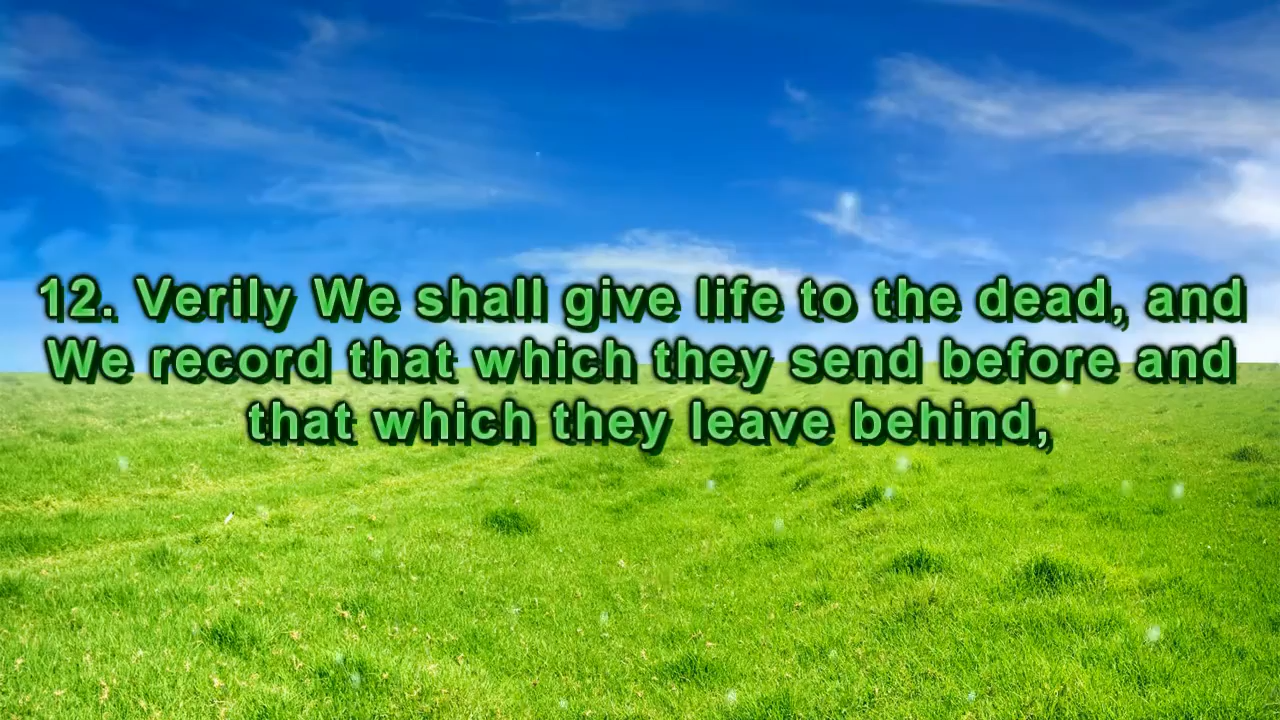 12. Verily We shall give life to the dead, and
We record that which they send before and
that which they leave behind,